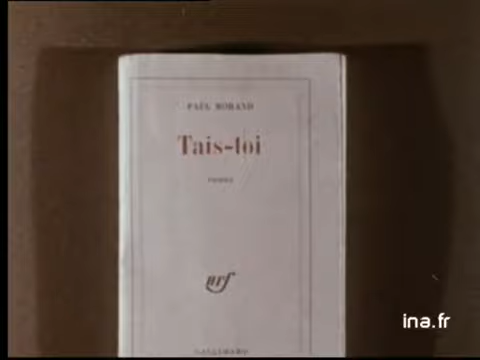 PAUL MORAND
Tais-toi
roman
nrf
GALLIMARD
ina.fr